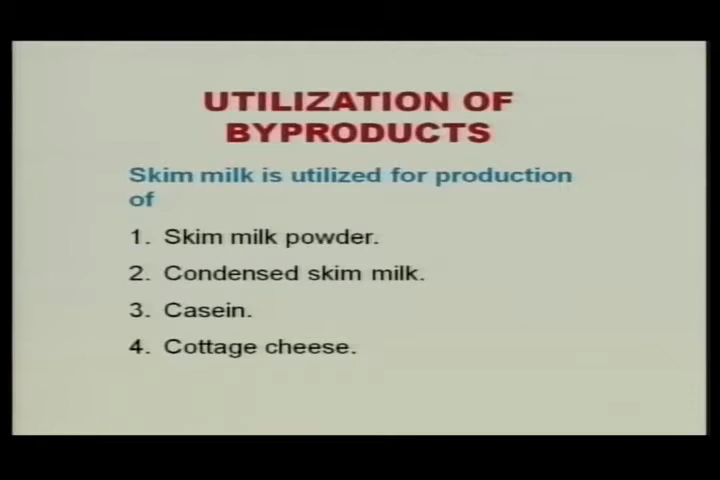 UTILIZATION OF
BYPRODUCTS
Skim milk is utilized for production
of
1. Skim milk powder.
2. Condensed skim milk.
3. Casein.
4. Cottage cheese.